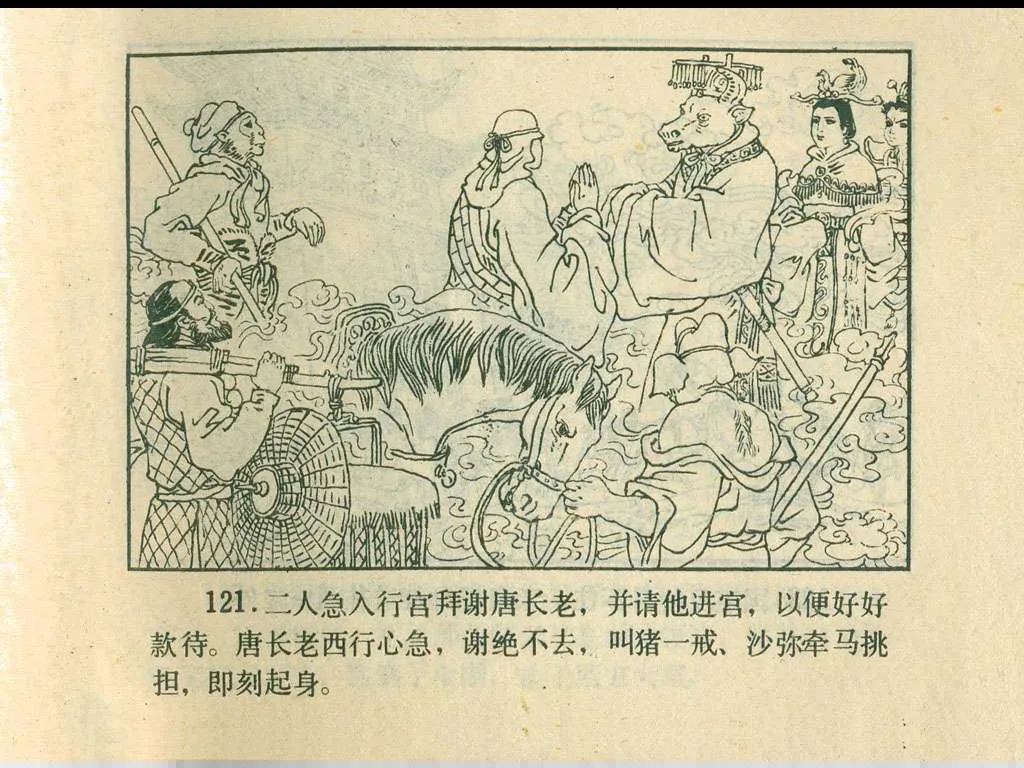 121.二人急入行宫拜谢唐长老，并请他进宫，以便好好
款待。唐长老西行心急，谢绝不去，叫猪一戒、沙弥牵马挑
担，即刻起身。